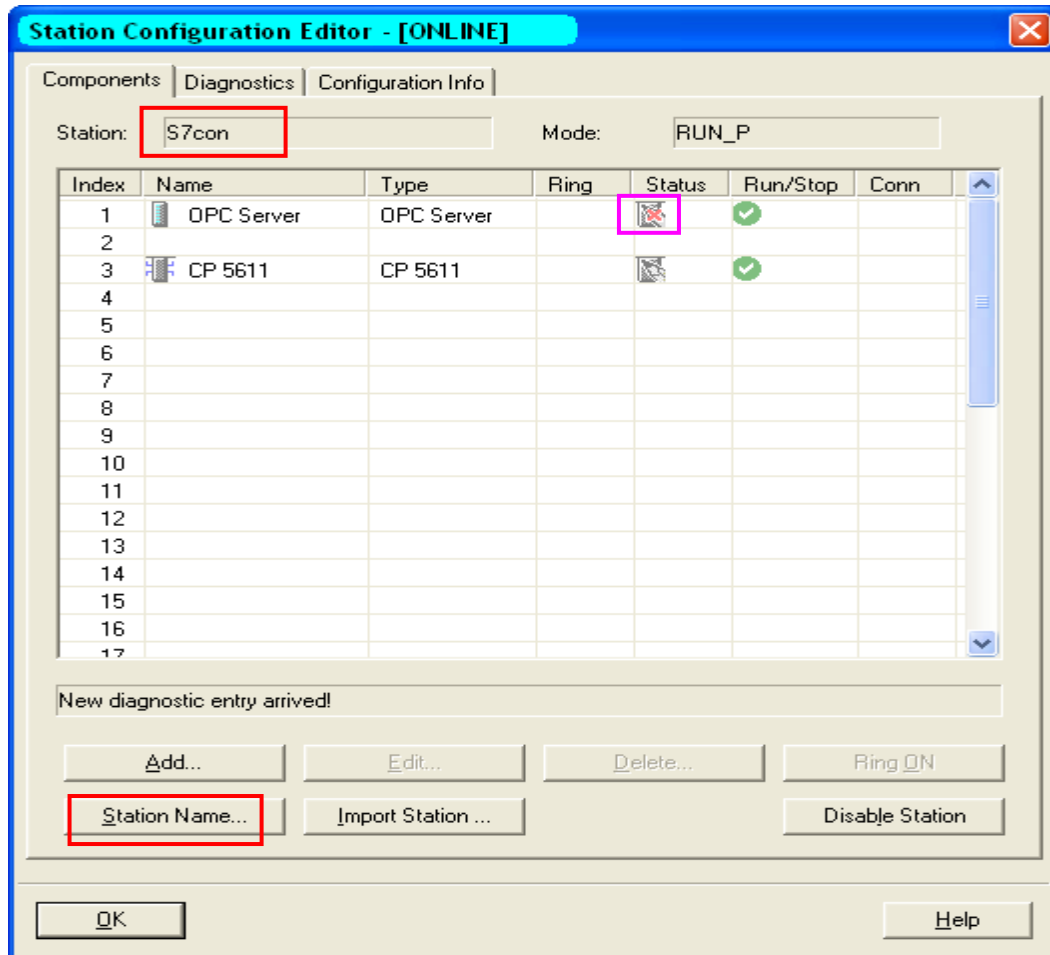 Station Configuration Editor - [ONLINE]
Components Diagnostics Configuration Info
Station: S7con Mode: RUN_P
Index Name Type Ring Status Run/Stop Conn
1 OPC Server OPC Server
2
3 CP 5611 CP 5611
4
5
6
7
8
9
10
11
12
13
14
15
16
17
New diagnostic entry arrived!
Add... Edit... Delete... Ring ON
Station Name... Import Station ... Disable Station
OK Help